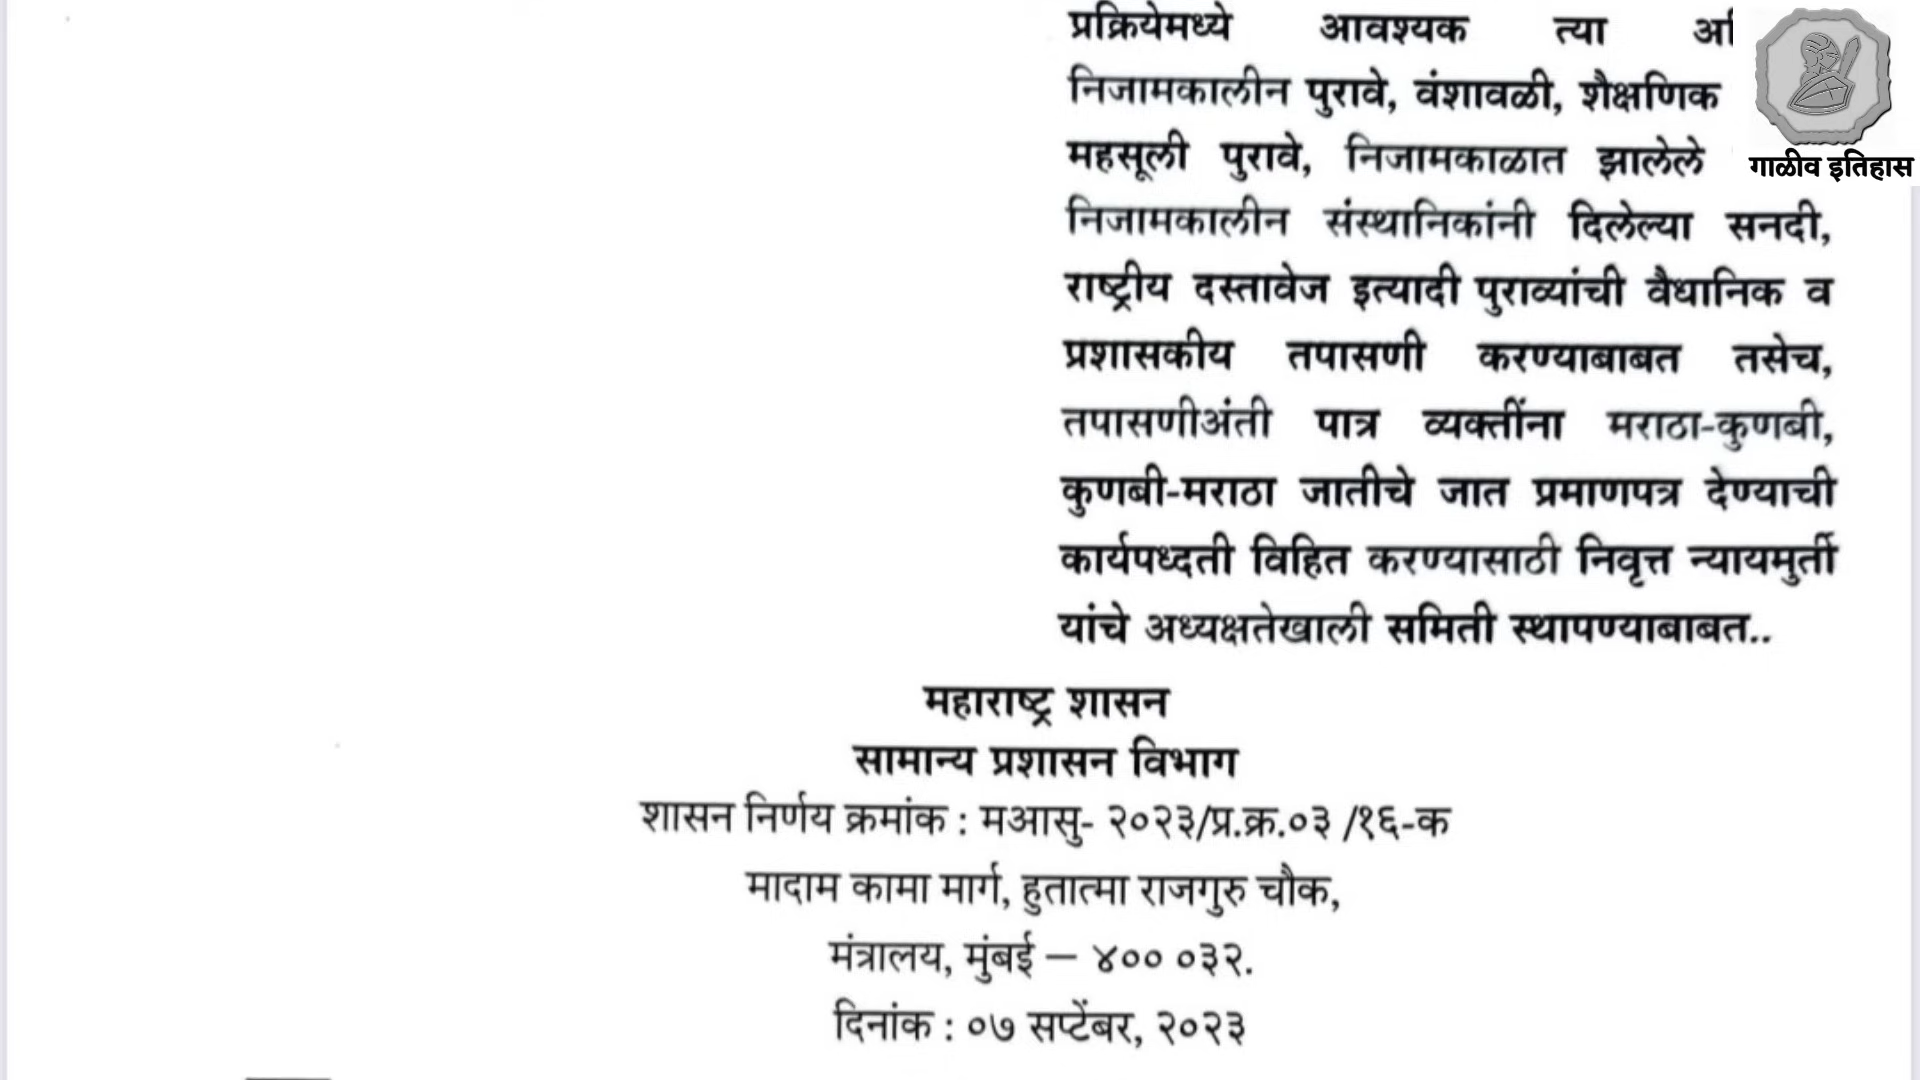 प्रक्रियेमध्ये आवश्यक त्या
निजामकालीन पुरावे, वंशावळी, शैक्षणिक
महसूली पुरावे, निजामकाळात झालेले
निजामकालीन संस्थानिकांनी दिलेल्या सनदी,
राष्ट्रीय दस्तावेज इत्यादी पुराव्यांची वैधानिक व
प्रशासकीय तपासणी करण्याबाबत तसेच,
तपासणीअंती पात्र व्यक्तींना मराठा-कुणबी,
कुणबी-मराठा जातीचे जात प्रमाणपत्र देण्याची
कार्यपध्दती विहित करण्यासाठी निवृत्त न्यायमुर्ती
यांचे अध्यक्षतेखाली समिती स्थापण्याबाबत..
गाळीव इतिहास
महाराष्ट्र शासन
सामान्य प्रशासन विभाग
शासन निर्णय क्रमांक : मआसु- २०२३/प्र.क्र.०३ /१६-क
मादाम कामा मार्ग, हुतात्मा राजगुरु चौक,
मंत्रालय, मुंबई – ४०० ०३२.
दिनांक : ०७ सप्टेंबर, २०२३